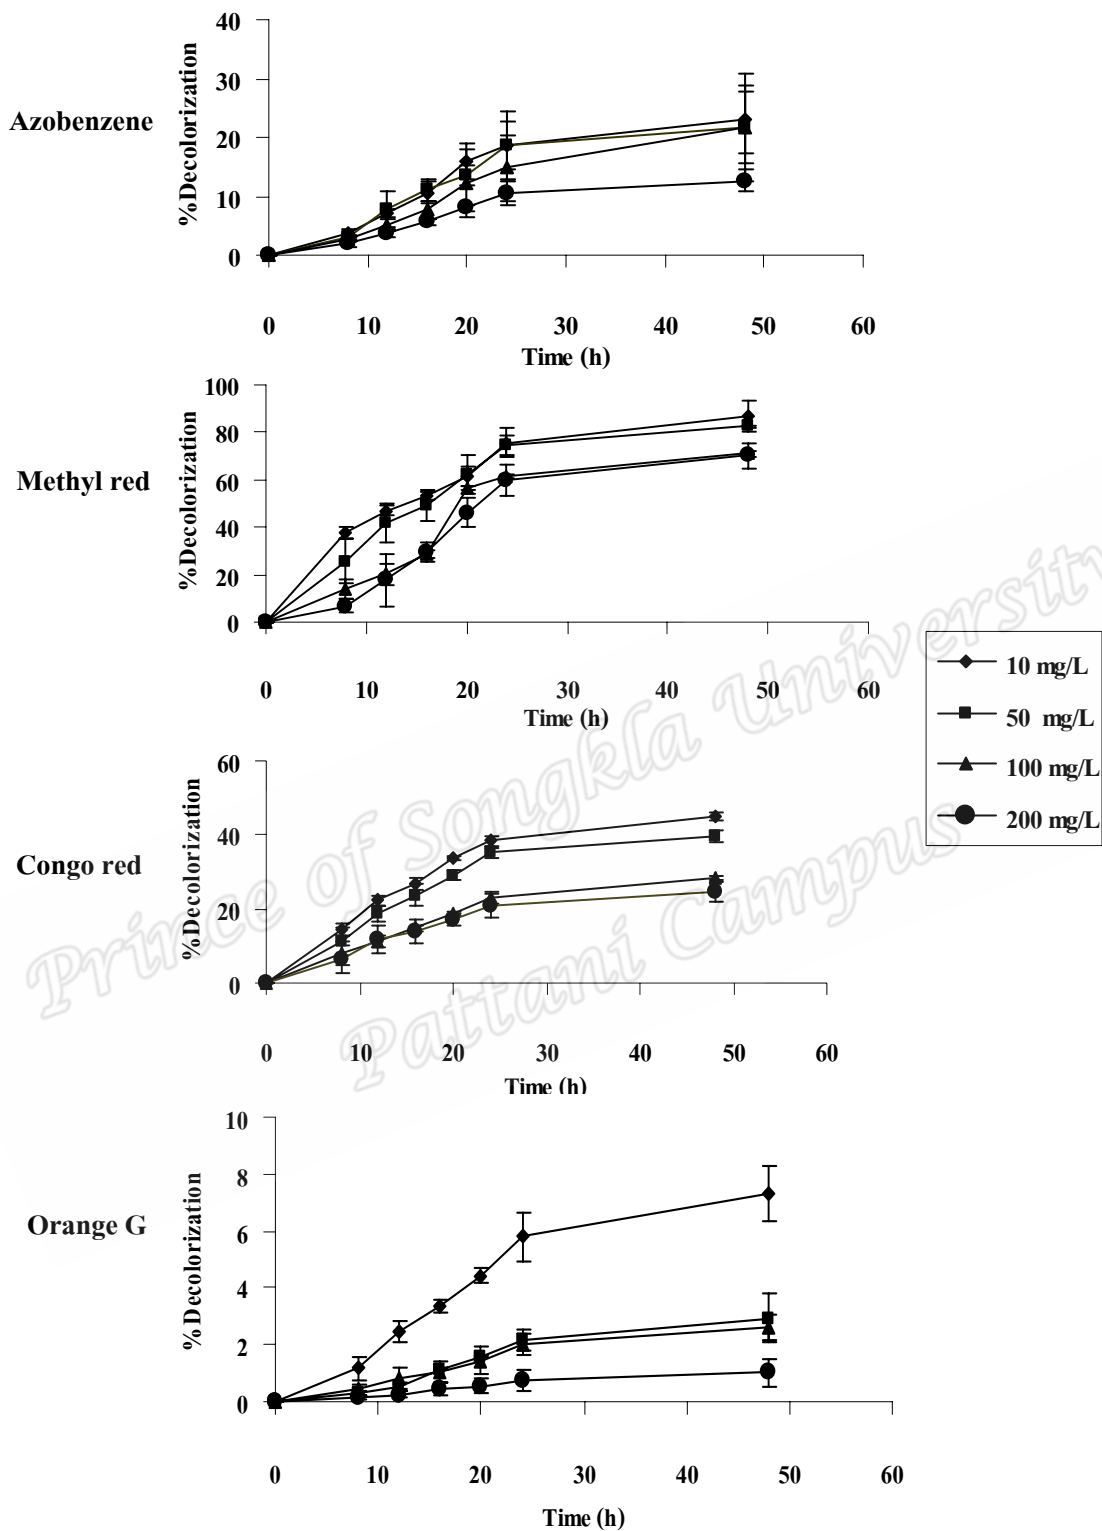 40
30
20
10
0
%Decolorization
Azobenzene
0 10 20 30 40 50 60
Time (h)
100
80
60
40
20
0
%Decolorization
Methyl red
0 10 20 30 40 50 60
Time (h)
10 mg/L
50 mg/L
100 mg/L
200 mg/L
60
40
20
0
%Decolorization
Congo red
0 10 20 30 40 50 60
Time (h)
10
8
6
4
2
0
%Decolorization
Orange G
0 10 20 30 40 50 60
Time (h)
Prince of Songkla University
Pattani Campus